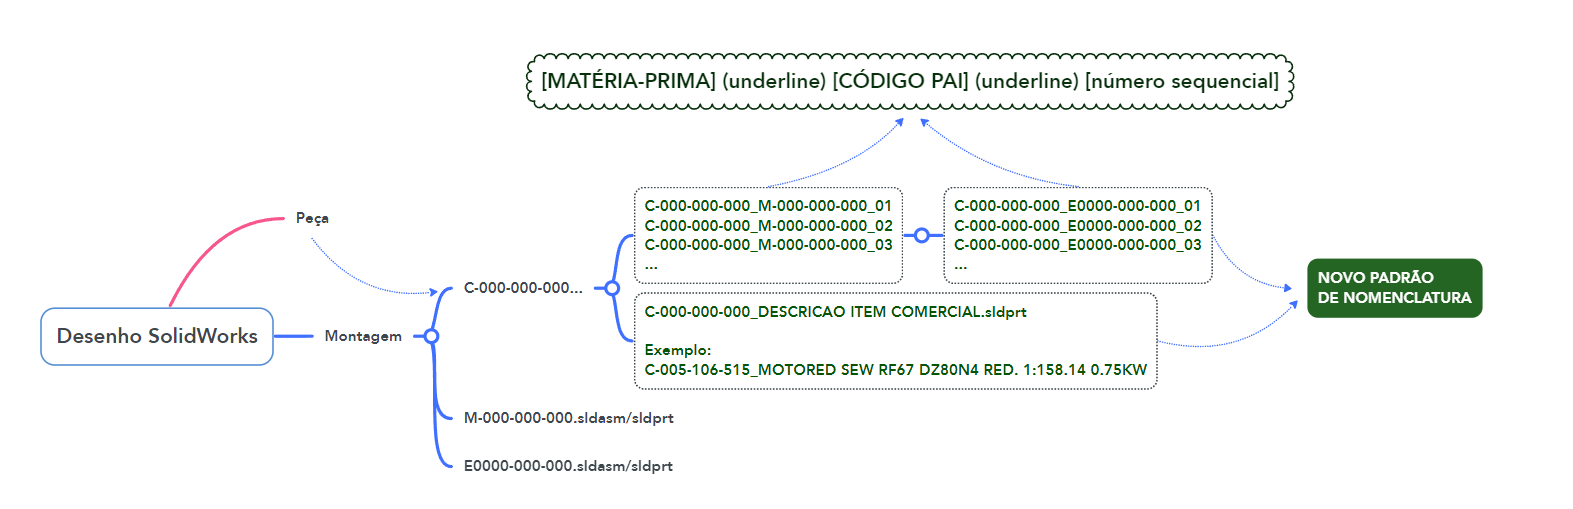 [MATÉRIA-PRIMA] (underline) [CÓDIGO PAI] (underline) [número sequencial]
Peça
Desenho SolidWorks
Montagem
C-000-000-000...
C-000-000-000_M-000-000-000_01
C-000-000-000_M-000-000-000_02
C-000-000-000_M-000-000-000_03
...
C-000-000-000_E0000-000-000_01
C-000-000-000_E0000-000-000_02
C-000-000-000_E0000-000-000_03
...
C-000-000-000_DESCRICAO ITEM COMERCIAL.sldprt
Exemplo:
C-005-106-515_MOTORED SEW RF67 DZ80N4 RED. 1:158.14 0.75KW
NOVO PADRÃO
DE NOMENCLATURA
M-000-000-000.sldasm/sldprt
E0000-000-000.sldasm/sldprt